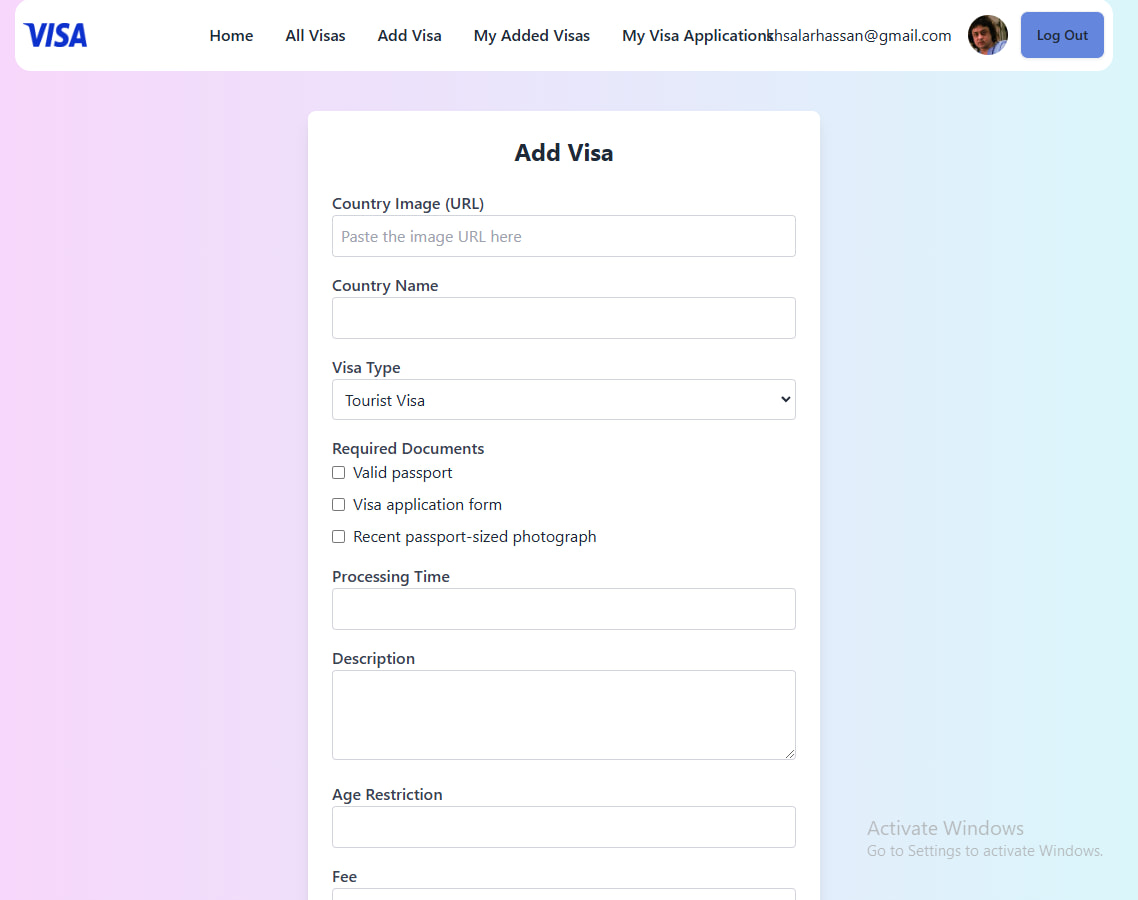 VISA
Home
All Visas
Add Visa
My Added Visas
My Visa Applications
khsalarhassan@gmail.com
Log Out
Add Visa
Country Image (URL)
Paste the image URL here
Country Name
Visa Type
Tourist Visa
Required Documents
Valid passport
Visa application form
Recent passport-sized photograph
Processing Time
Description
Age Restriction
Fee
Activate Windows
Go to Settings to activate Windows.